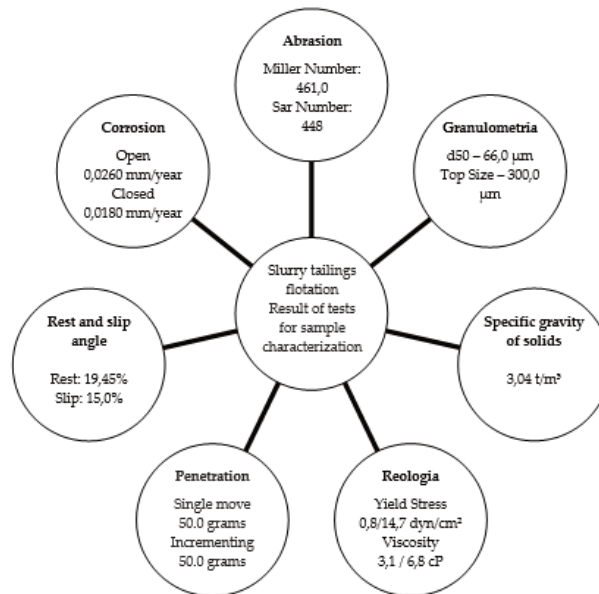 Abrasion
Miller Number:
461,0
Sar Number:
448
Corrosion
Open
0,0260 mm/year
Closed
0,0180 mm/year
Granulometria
d50 – 66,0 µm
Top Size – 300,0
µm
Slurry tailings
flotation
Result of tests
for sample
characterization
Rest and slip
angle
Rest: 19,45%
Slip: 15,0%
Specific gravity
of solids
3,04 t/m³
Penetration
Single move
50.0 grams
Incrementing
50.0 grams
Reologia
Yield Stress
0,8/14,7 dyn/cm²
Viscosity
3,1 / 6,8 cP